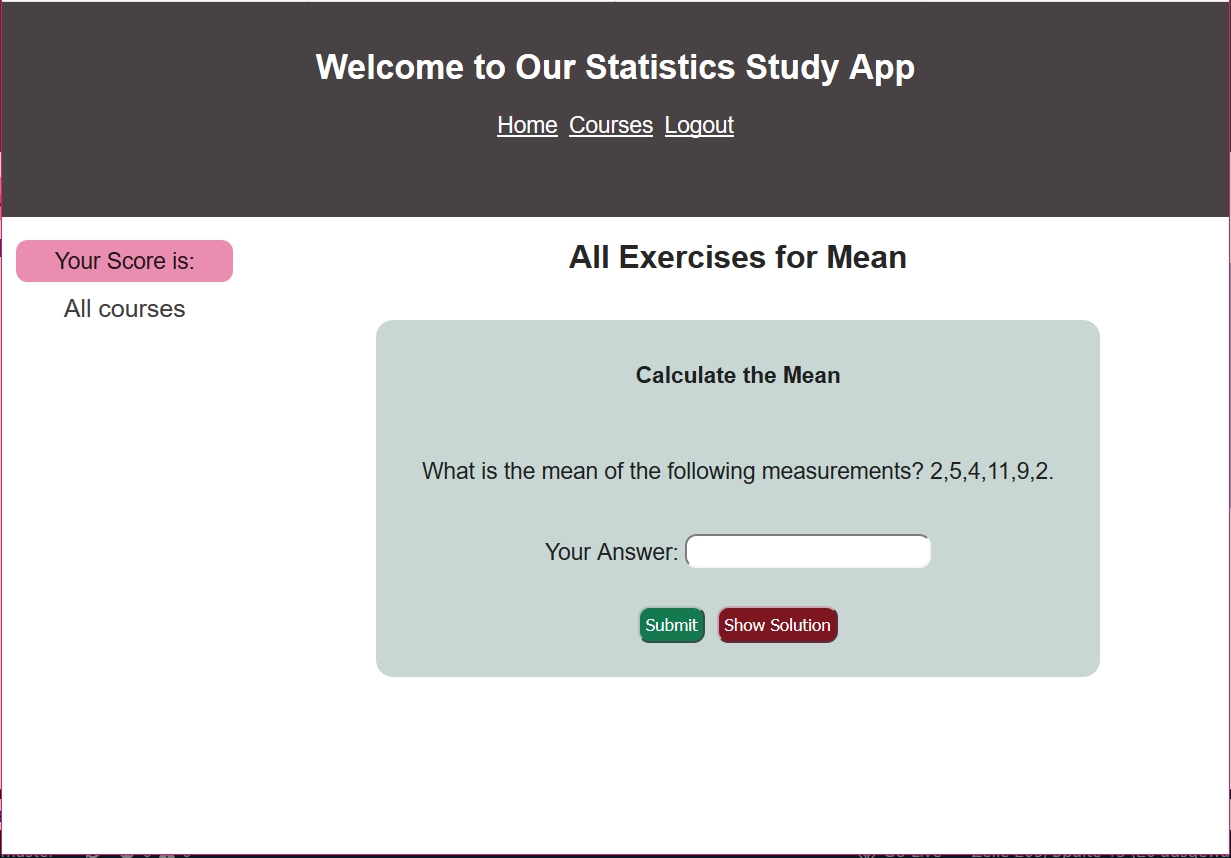 Welcome to Our Statistics Study App
Home Courses Logout
Your Score is:
All courses
All Exercises for Mean
Calculate the Mean
What is the mean of the following measurements? 2,5,4,11,9,2.
Your Answer:
Submit Show Solution